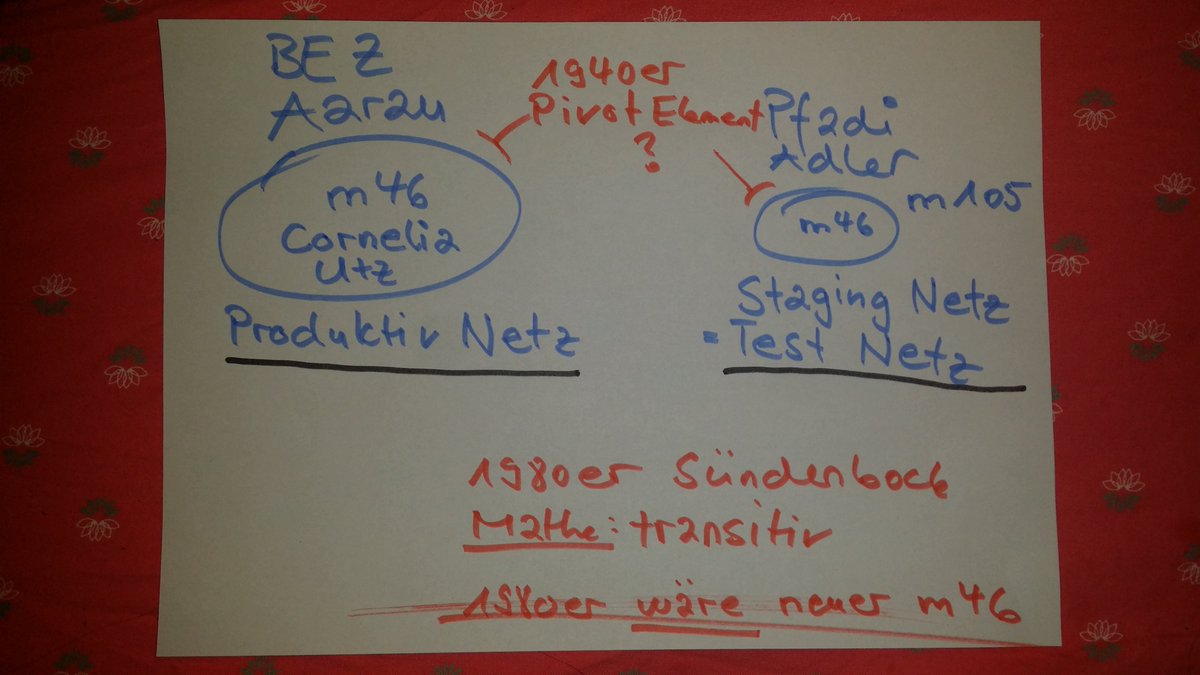 BEZ
Aarau
m46
Cornelia
Utz
Produktiv Netz
1940er
Pivot Element
?
Pfadi
Adler
m105
m46
Staging Netz
= Test Netz
1980er Sündenbock
Mathe: transitiv
1980er wäre neuer m46